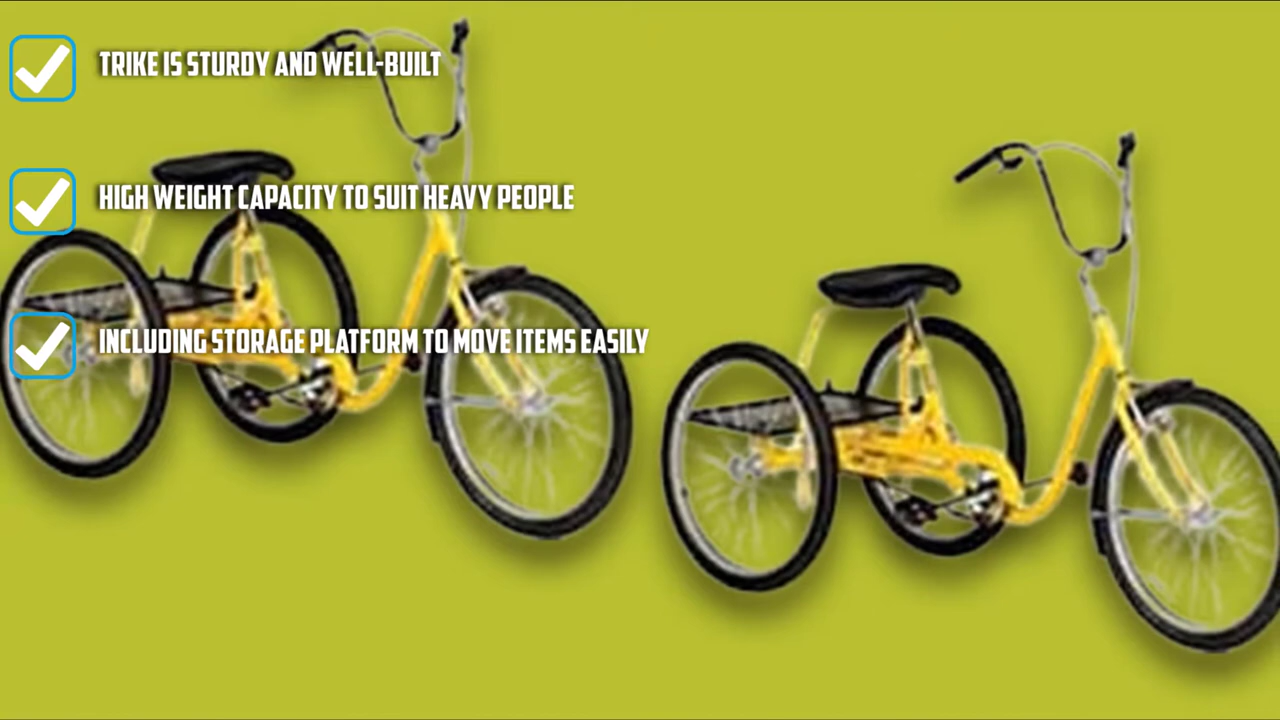 TRIKE IS STURDY AND WELL-BUILT
HIGH WEIGHT CAPACITY TO SUIT HEAVY PEOPLE
INCLUDING STORAGE PLATFORM TO MOVE ITEMS EASILY